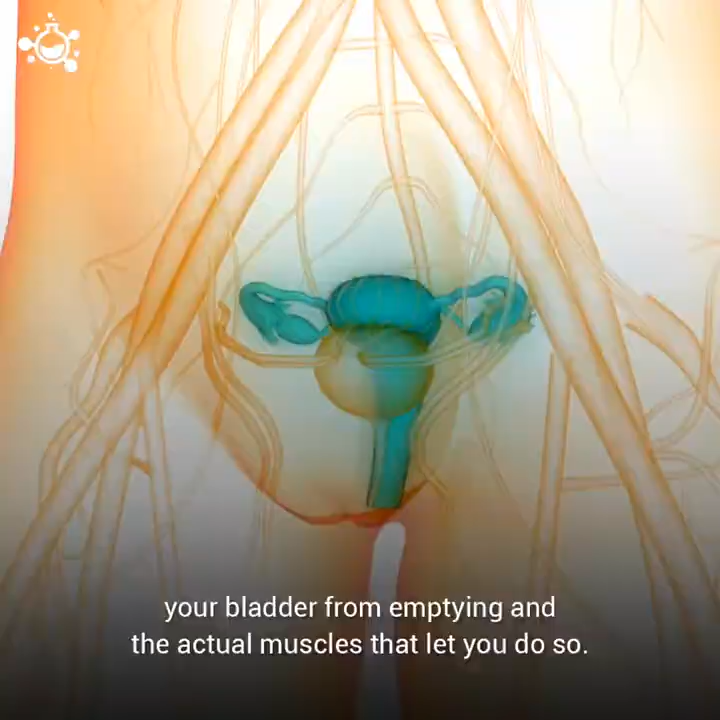 your bladder from emptying and
the actual muscles that let you do so.